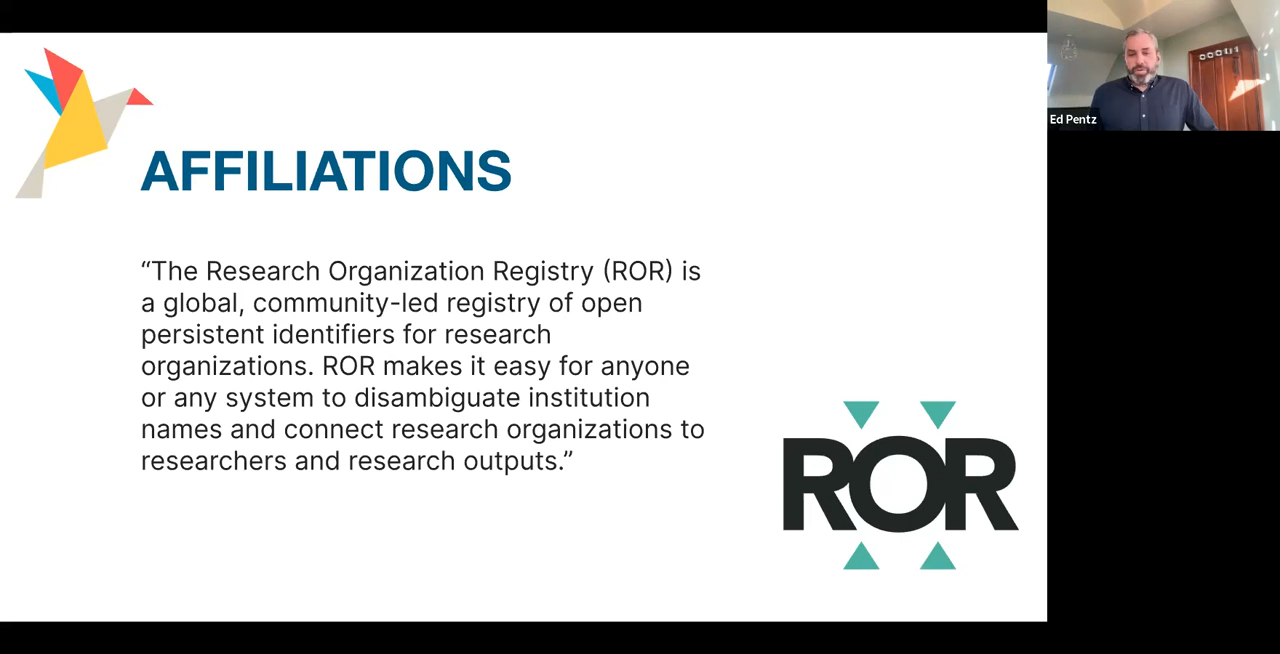 Ed Pentz
AFFILIATIONS
“The Research Organization Registry (ROR) is
a global, community-led registry of open
persistent identifiers for research
organizations. ROR makes it easy for anyone
or any system to disambiguate institution
names and connect research organizations to
researchers and research outputs.”
ROR